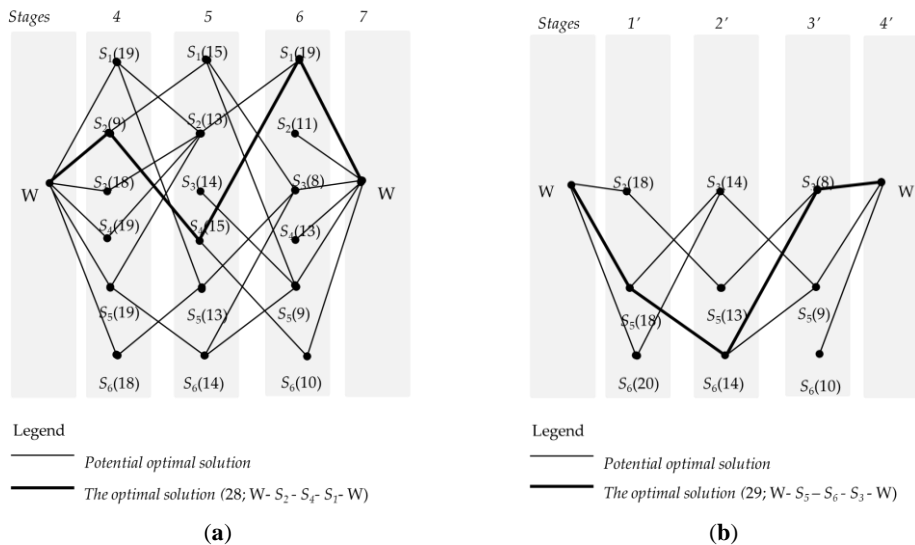 Stages 4 5 6 7
S1(19) S1(15) S1(19)
S2(9) S2(13) S2(11)
W S3(18) S3(14) S3(8) W
S4(19) S4(15) S4(13)
S5(19) S5(13) S5(9)
S6(18) S6(14) S6(10)
Legend
Potential optimal solution
The optimal solution (28; W- S2 - S4- S1- W)
(a)
Stages 1’ 2’ 3’ 4’
W S3(18) S3(14) S3(8) W
S5(18) S5(13) S5(9)
S6(20) S6(14) S6(10)
Legend
Potential optimal solution
The optimal solution (29; W- S5 – S6 - S3 - W)
(b)